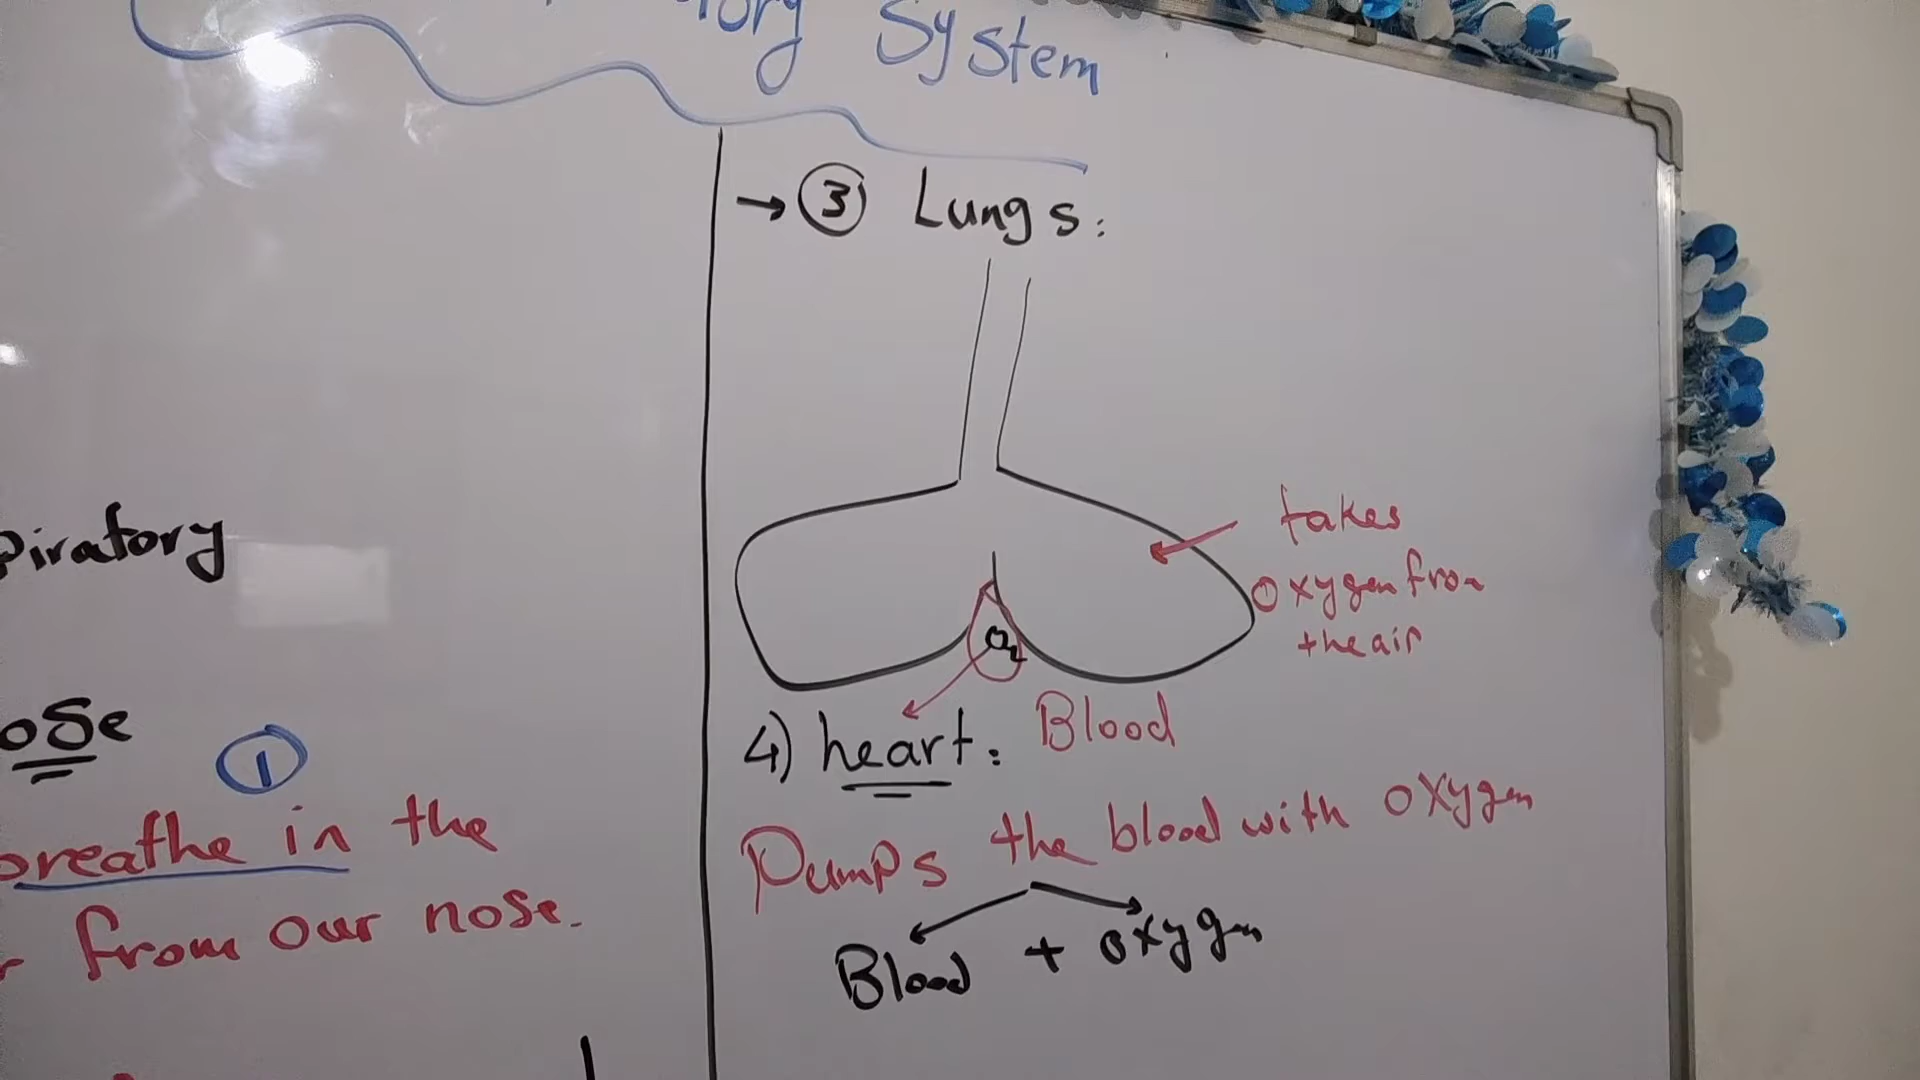 System
piratory
ose
①
breathe in the
from our nose.
→ ③ Lungs:
takes
oxygen from
the air
O2
4) heart: Blood
Pumps the blood with oxygen
Blood + oxygen